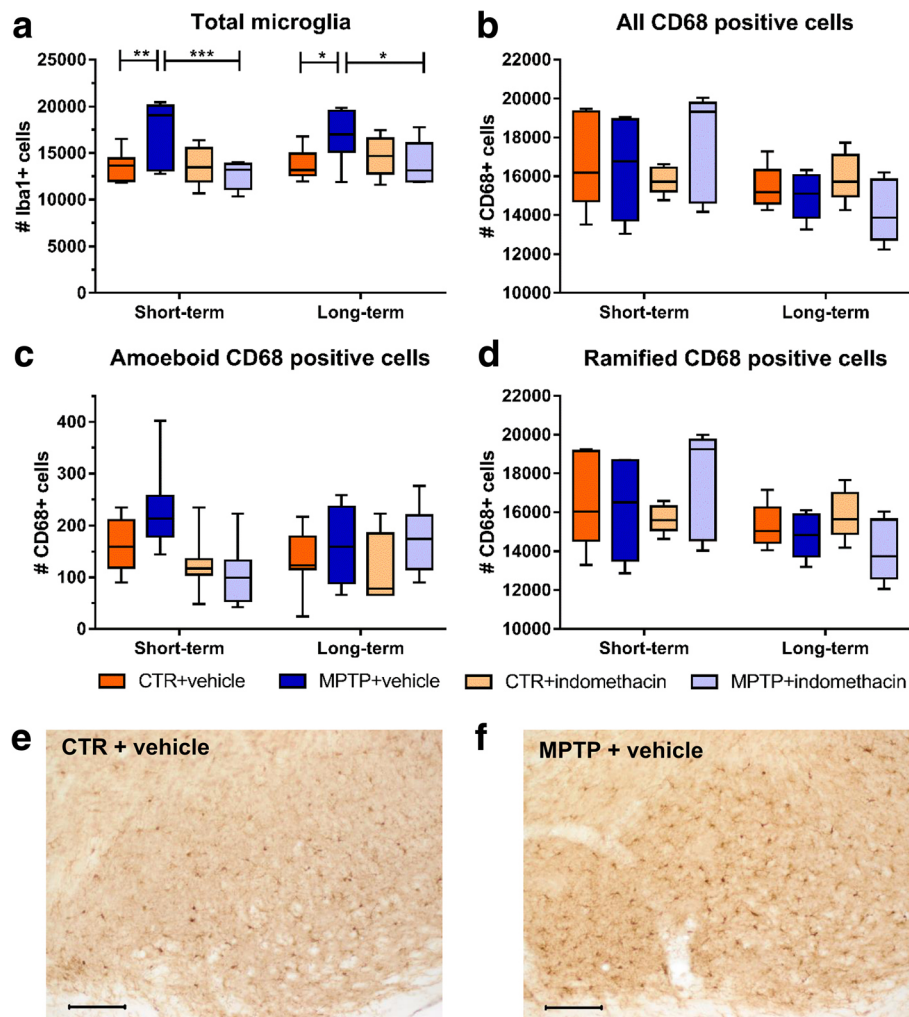 a Total microglia
** *** * *
# Iba1+ cells
25000
20000
15000
10000
5000
0
Short-term Long-term
b All CD68 positive cells
# CD68+ cells
22000
20000
18000
16000
14000
12000
10000
Short-term Long-term
c Amoeboid CD68 positive cells
# CD68+ cells
400
300
200
100
0
Short-term Long-term
d Ramified CD68 positive cells
# CD68+ cells
22000
20000
18000
16000
14000
12000
10000
Short-term Long-term
CTR+vehicle MPTP+vehicle CTR+indomethacin MPTP+indomethacin
e CTR + vehicle
f MPTP + vehicle